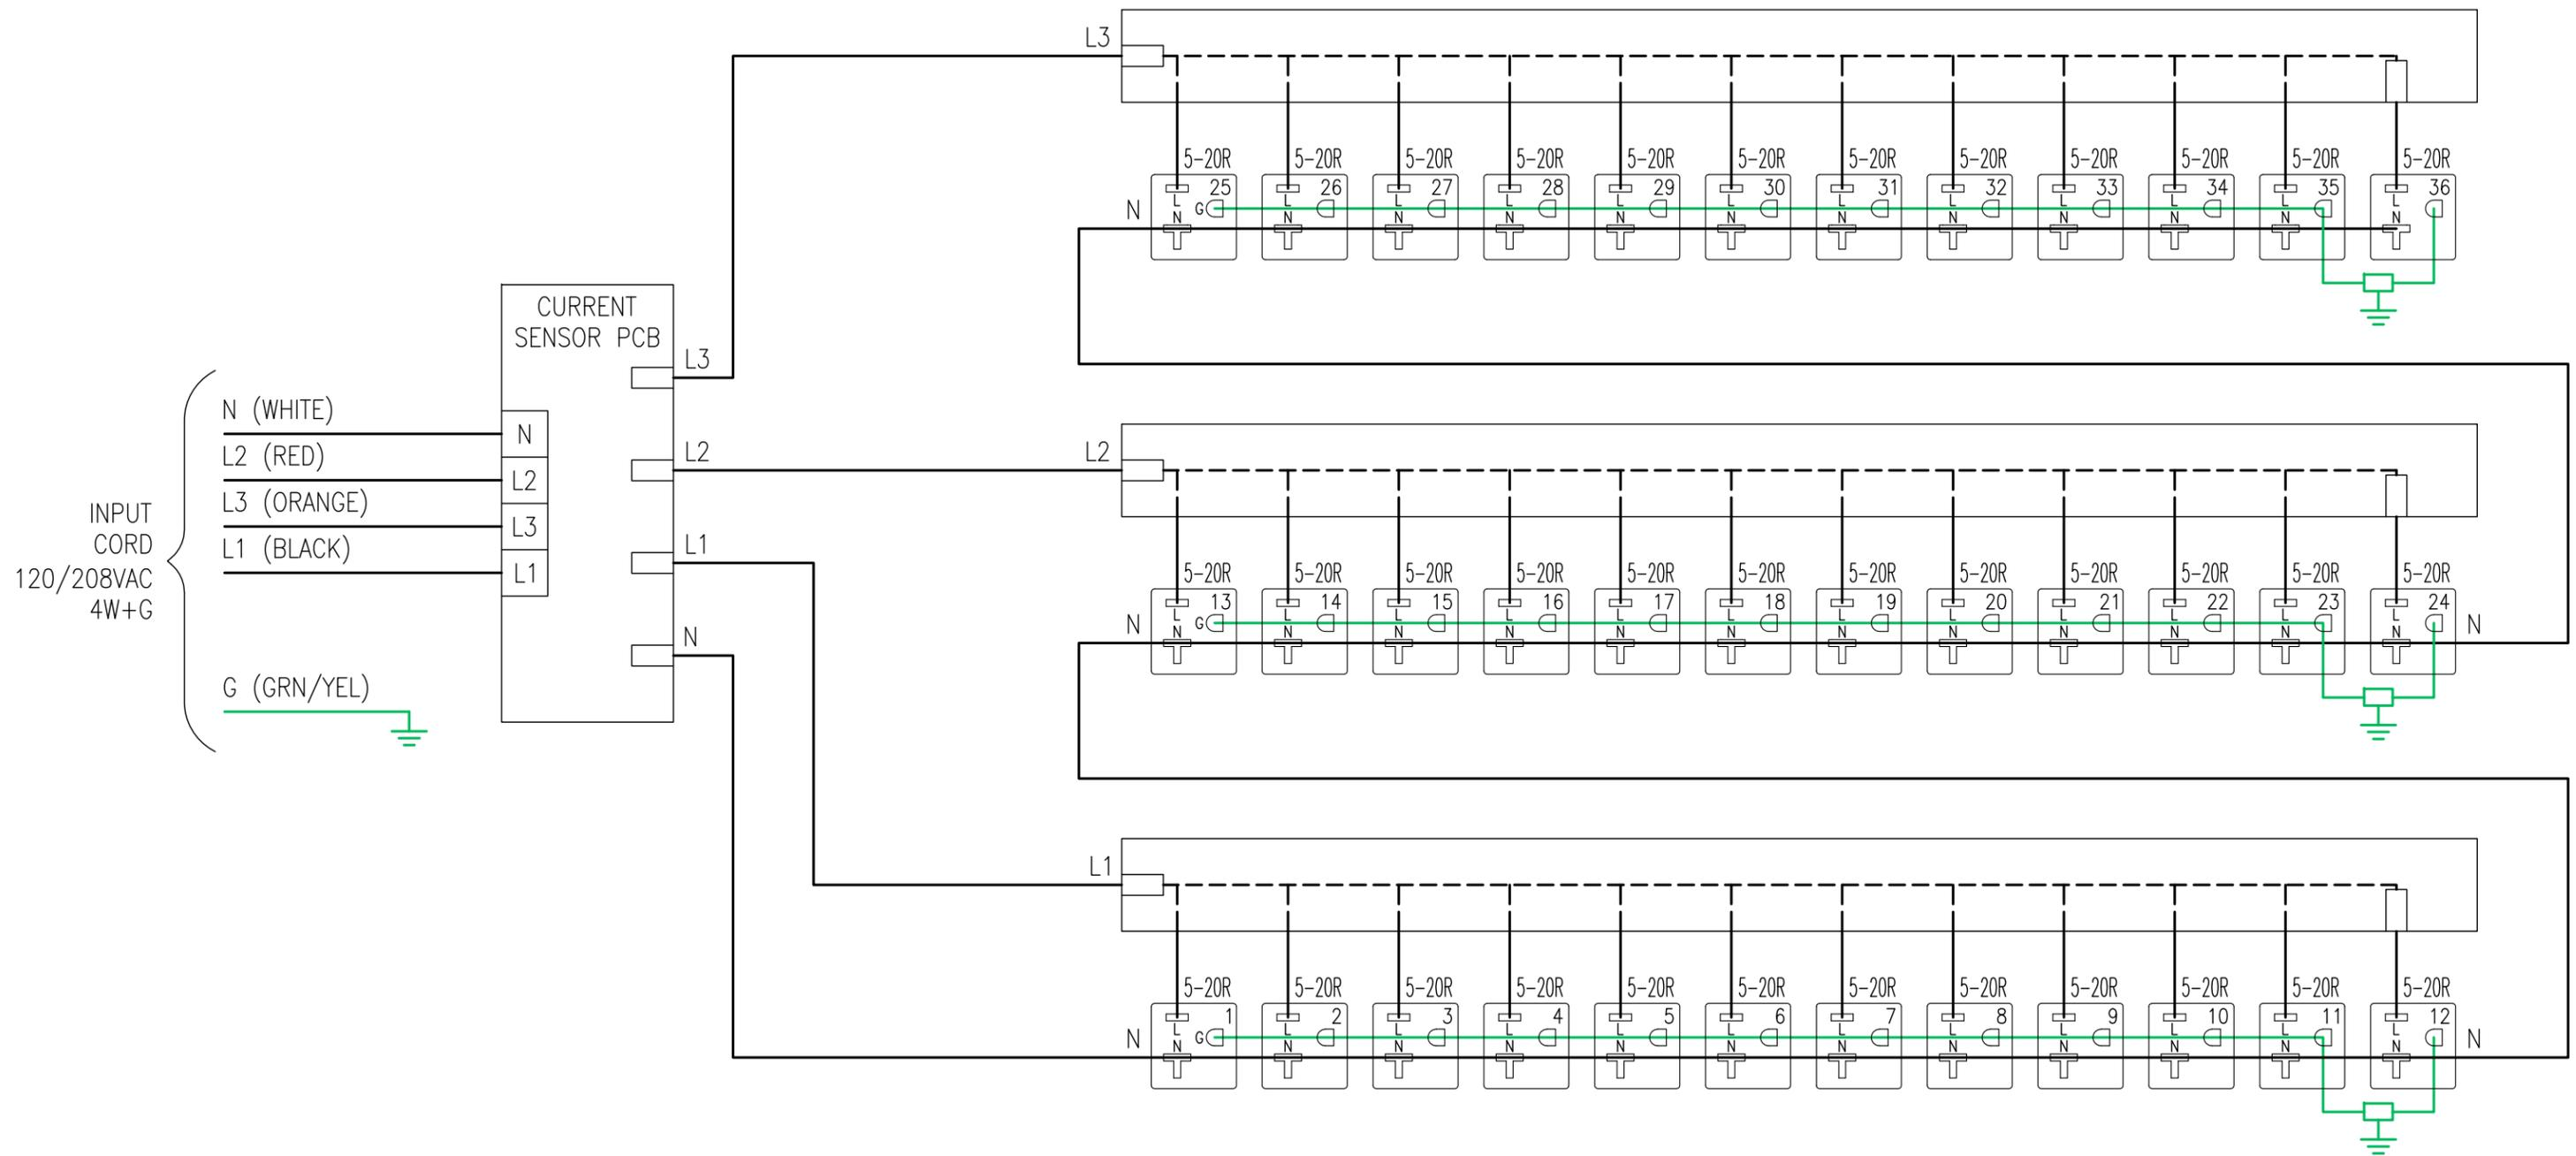 L3
5-20R 5-20R 5-20R 5-20R 5-20R 5-20R 5-20R 5-20R 5-20R 5-20R 5-20R 5-20R
25 26 27 28 29 30 31 32 33 34 35 36
N L G L L L L L L L L L L L
N N N N N N N N N N N N
CURRENT
SENSOR PCB
L3
N (WHITE)
N
L2 (RED)
L2
L3 (ORANGE)
L3
L1 (BLACK)
L1
INPUT
CORD
120/208VAC
4W+G
G (GRN/YEL)
L2
L1
N
L2
5-20R 5-20R 5-20R 5-20R 5-20R 5-20R 5-20R 5-20R 5-20R 5-20R 5-20R 5-20R
13 14 15 16 17 18 19 20 21 22 23 24
N L G L L L L L L L L L L L N
N N N N N N N N N N N N
L1
5-20R 5-20R 5-20R 5-20R 5-20R 5-20R 5-20R 5-20R 5-20R 5-20R 5-20R 5-20R
1 2 3 4 5 6 7 8 9 10 11 12
N L G L L L L L L L L L L L N
N N N N N N N N N N N N